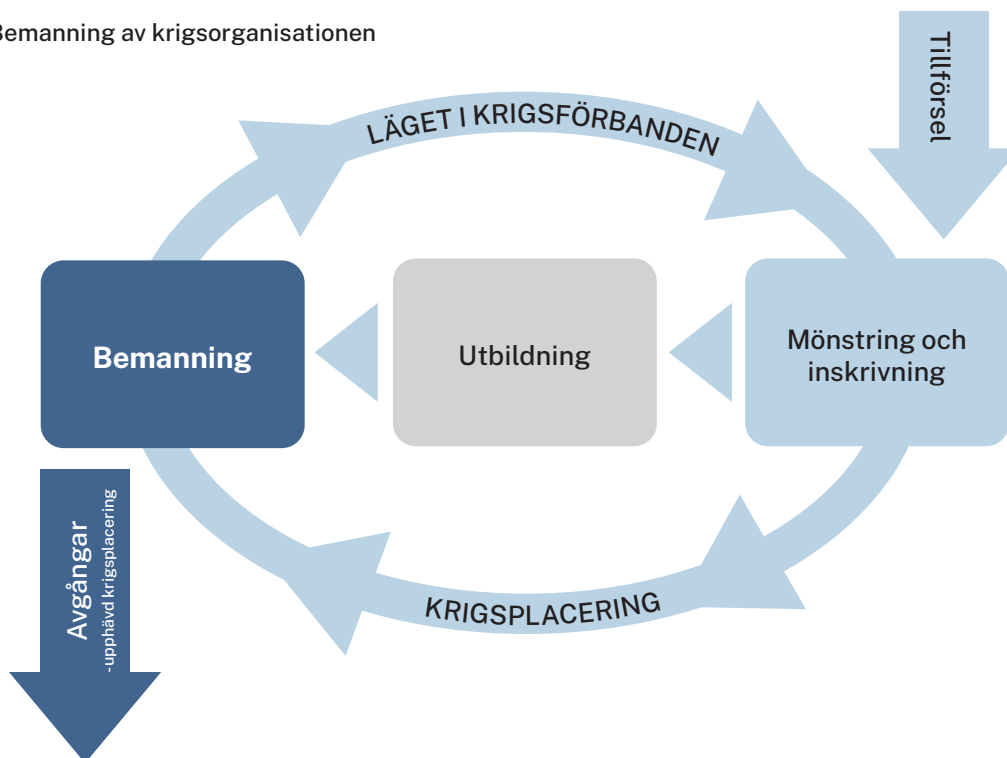 Bemanning av krigsorganisationen
Tillförsel
LÄGET I KRIGSFÖRBANDEN
Bemanning
Utbildning
Mönstring och
inskrivning
Avgångar
-upphävd krigsplacering
KRIGSPLACERING